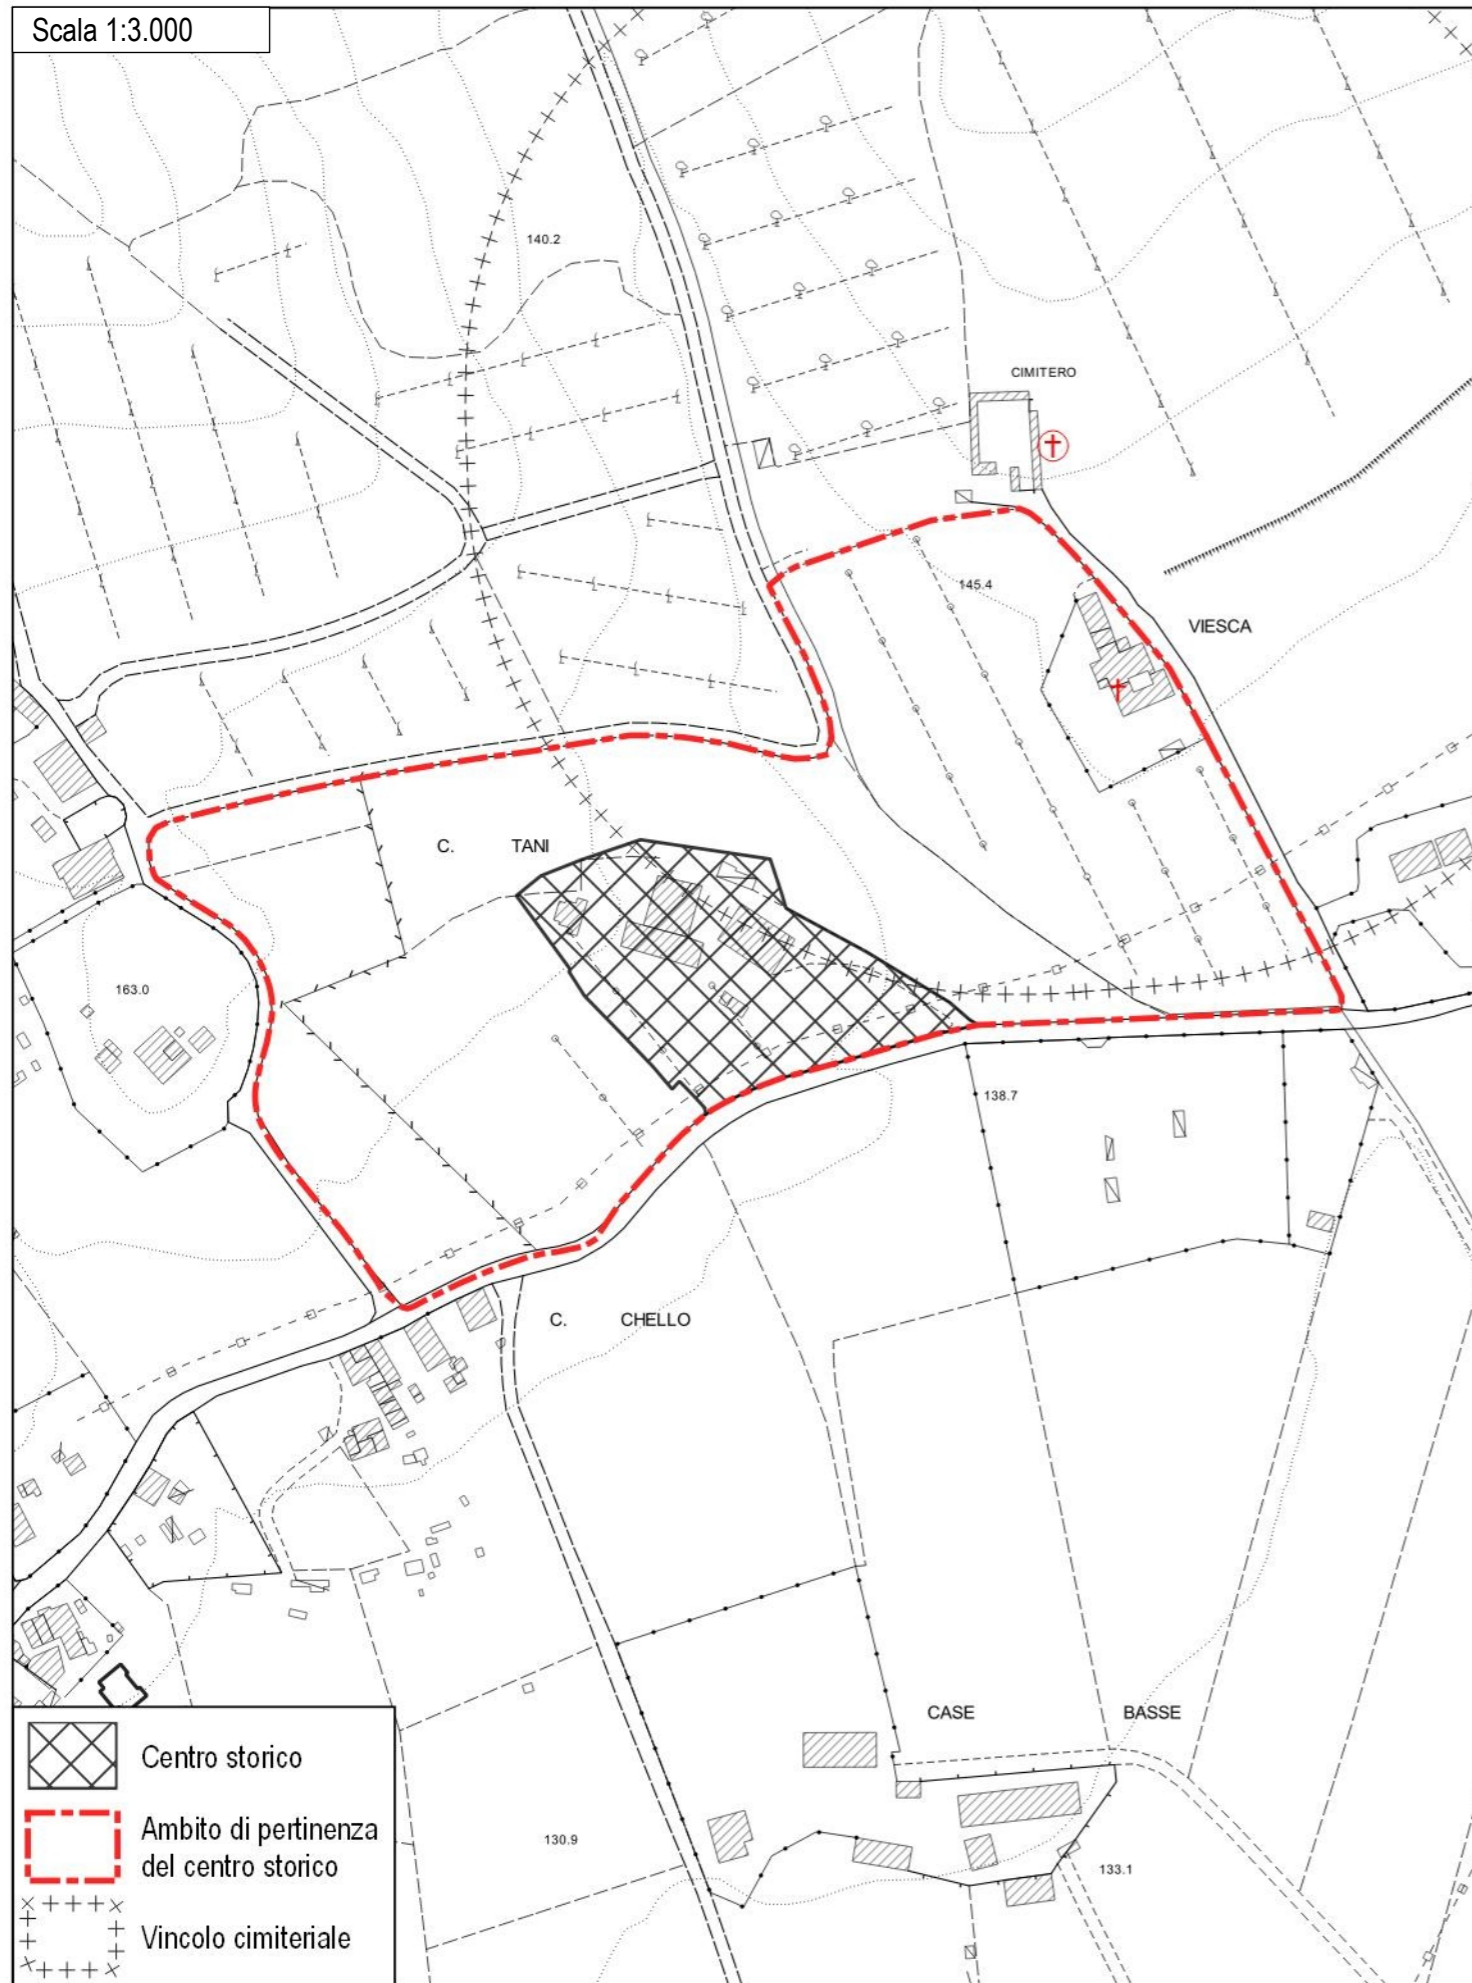 Scala 1:3.000
140.2
CIMITERO
145.4
VIESCA
C. TANI
163.0
138.7
C. CHELLO
CASE BASSE
130.9
133.1
Centro storico
Ambito di pertinenza
del centro storico
Vincolo cimiteriale